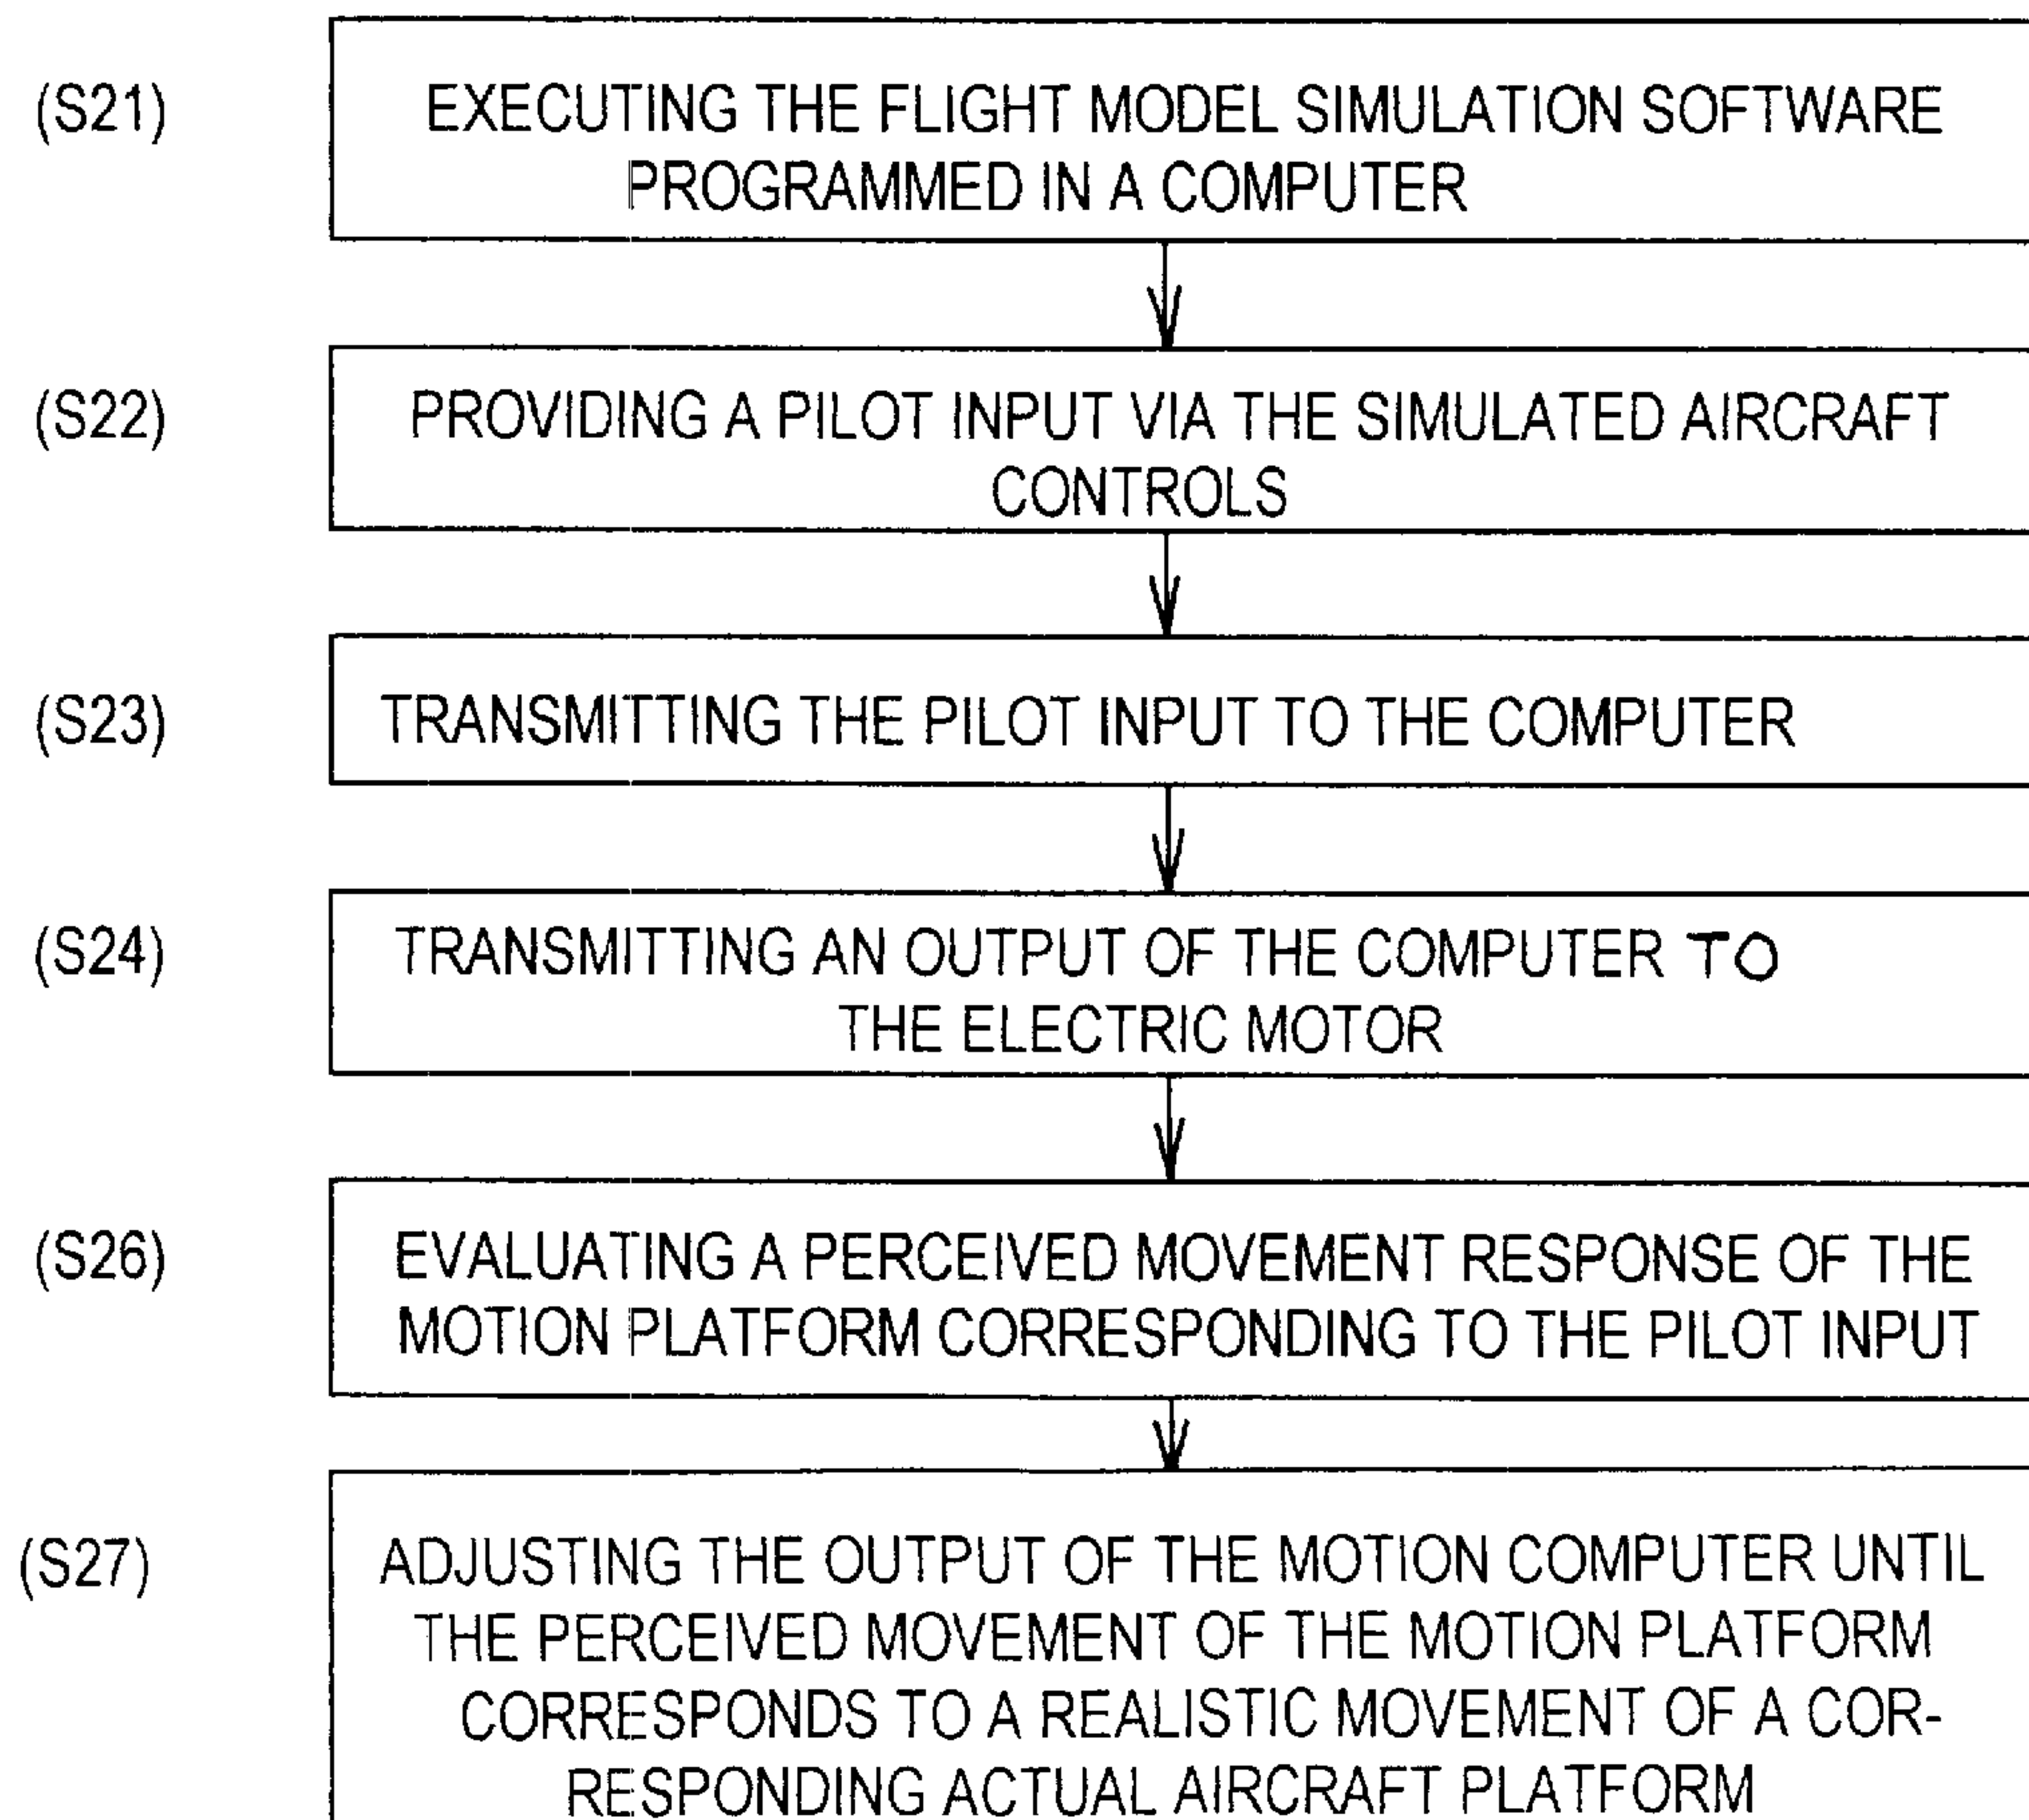 (S21)
EXECUTING THE FLIGHT MODEL SIMULATION SOFTWARE
PROGRAMMED IN A COMPUTER
(S22)
PROVIDING A PILOT INPUT VIA THE SIMULATED AIRCRAFT
CONTROLS
(S23)
TRANSMITTING THE PILOT INPUT TO THE COMPUTER
(S24)
TRANSMITTING AN OUTPUT OF THE COMPUTER TO
THE ELECTRIC MOTOR
(S26)
EVALUATING A PERCEIVED MOVEMENT RESPONSE OF THE
MOTION PLATFORM CORRESPONDING TO THE PILOT INPUT
(S27)
ADJUSTING THE OUTPUT OF THE MOTION COMPUTER UNTIL
THE PERCEIVED MOVEMENT OF THE MOTION PLATFORM
CORRESPONDS TO A REALISTIC MOVEMENT OF A COR-
RESPONDING ACTUAL AIRCRAFT PLATFORM